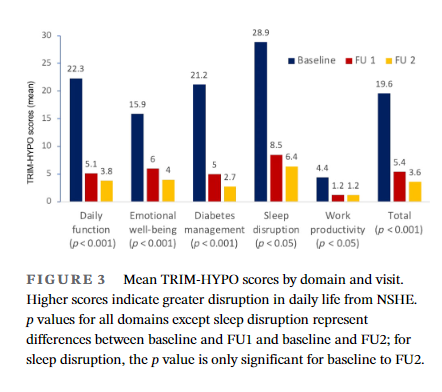 30
25
20
15
10
5
0
TRIM-HYPO scores (mean)
Baseline FU 1 FU 2
22.3 5.1 3.8
15.9 6 4
21.2 5 2.7
28.9 8.5 6.4
4.4 1.2 1.2
19.6 5.4 3.6
Daily function (p < 0.001)
Emotional well-being (p < 0.001)
Diabetes management (p < 0.001)
Sleep disruption (p < 0.05)
Work productivity (p < 0.05)
Total (p < 0.001)
FIGURE 3 Mean TRIM-HYPO scores by domain and visit.
Higher scores indicate greater disruption in daily life from NSHE.
p values for all domains except sleep disruption represent
differences between baseline and FU1 and baseline and FU2; for
sleep disruption, the p value is only significant for baseline to FU2.